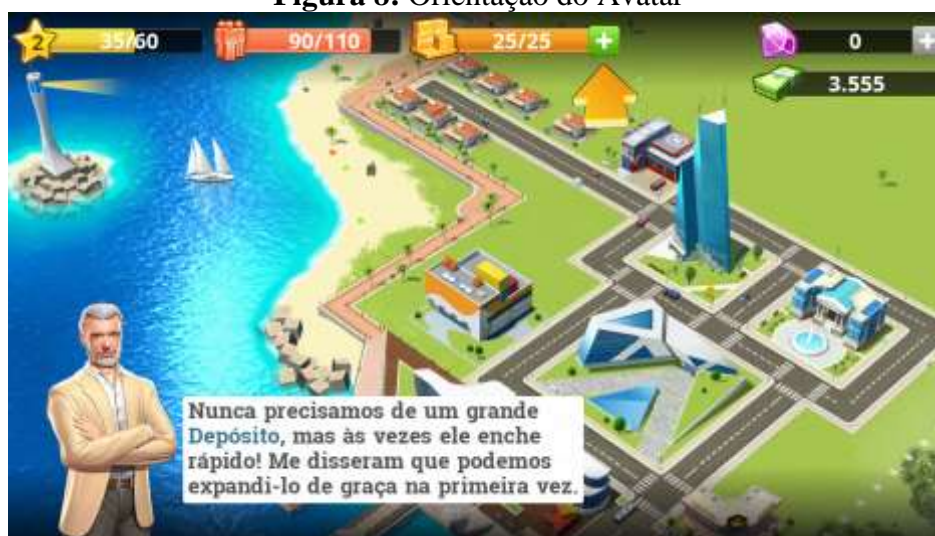 Figura 8: Orientação do Avatar
2
35/60
90/110
25/25
0
3.555
Nunca precisamos de um grande
Depósito, mas às vezes ele enche
rápido! Me disseram que podemos
expandi-lo de graça na primeira vez.